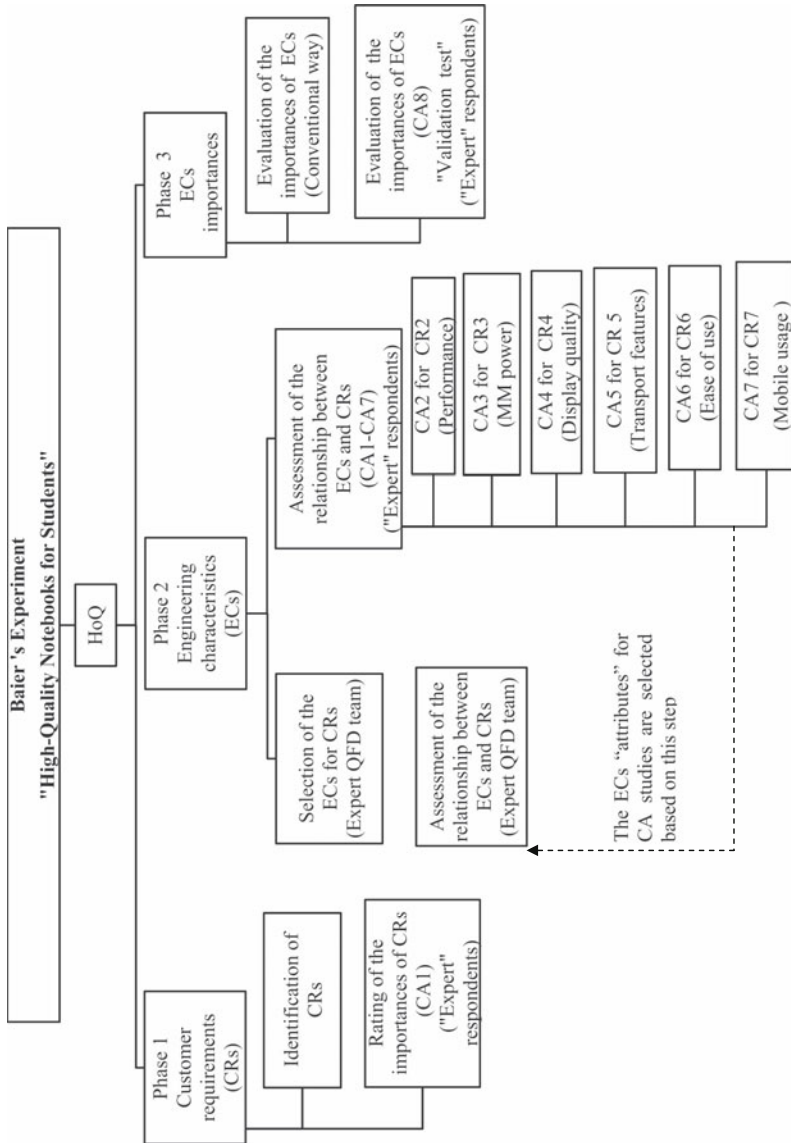 Baier 's Experiment
"High-Quality Notebooks for Students"
HoQ
Phase 1
Customer
requirements
(CRs)
Identification of
CRs
Rating of the
importances of CRs
(CA1)
("Expert"
respondents)
Phase 2
Engineering
characteristics
(ECs)
Selection of the
ECs for CRs
(Expert QFD team)
Assessment of the
relationship between
ECs and CRs
(Expert QFD team)
The ECs “attributes” for
CA studies are selected
based on this step
Assessment of the
relationship between
ECs and CRs
(CA1-CA7)
("Expert" respondents)
CA2 for CR2
(Performance)
CA3 for CR3
(MM power)
CA4 for CR4
(Display quality)
CA5 for CR 5
(Transport features)
CA6 for CR6
(Ease of use)
CA7 for CR7
(Mobile usage )
Phase 3
ECs
importances
Evaluation of the
importances of ECs
(Conventional way)
Evaluation of the
importances of ECs
(CA8)
"Validation test"
("Expert" respondents)